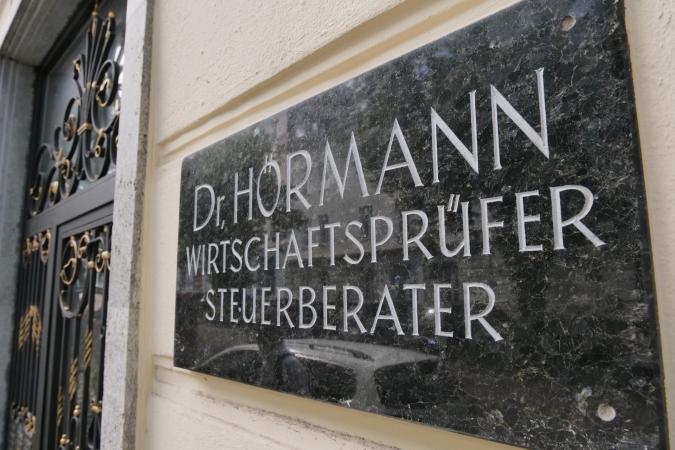 Dr. HÖRMANN
WIRTSCHAFTSPRÜFER
STEUERBERATER